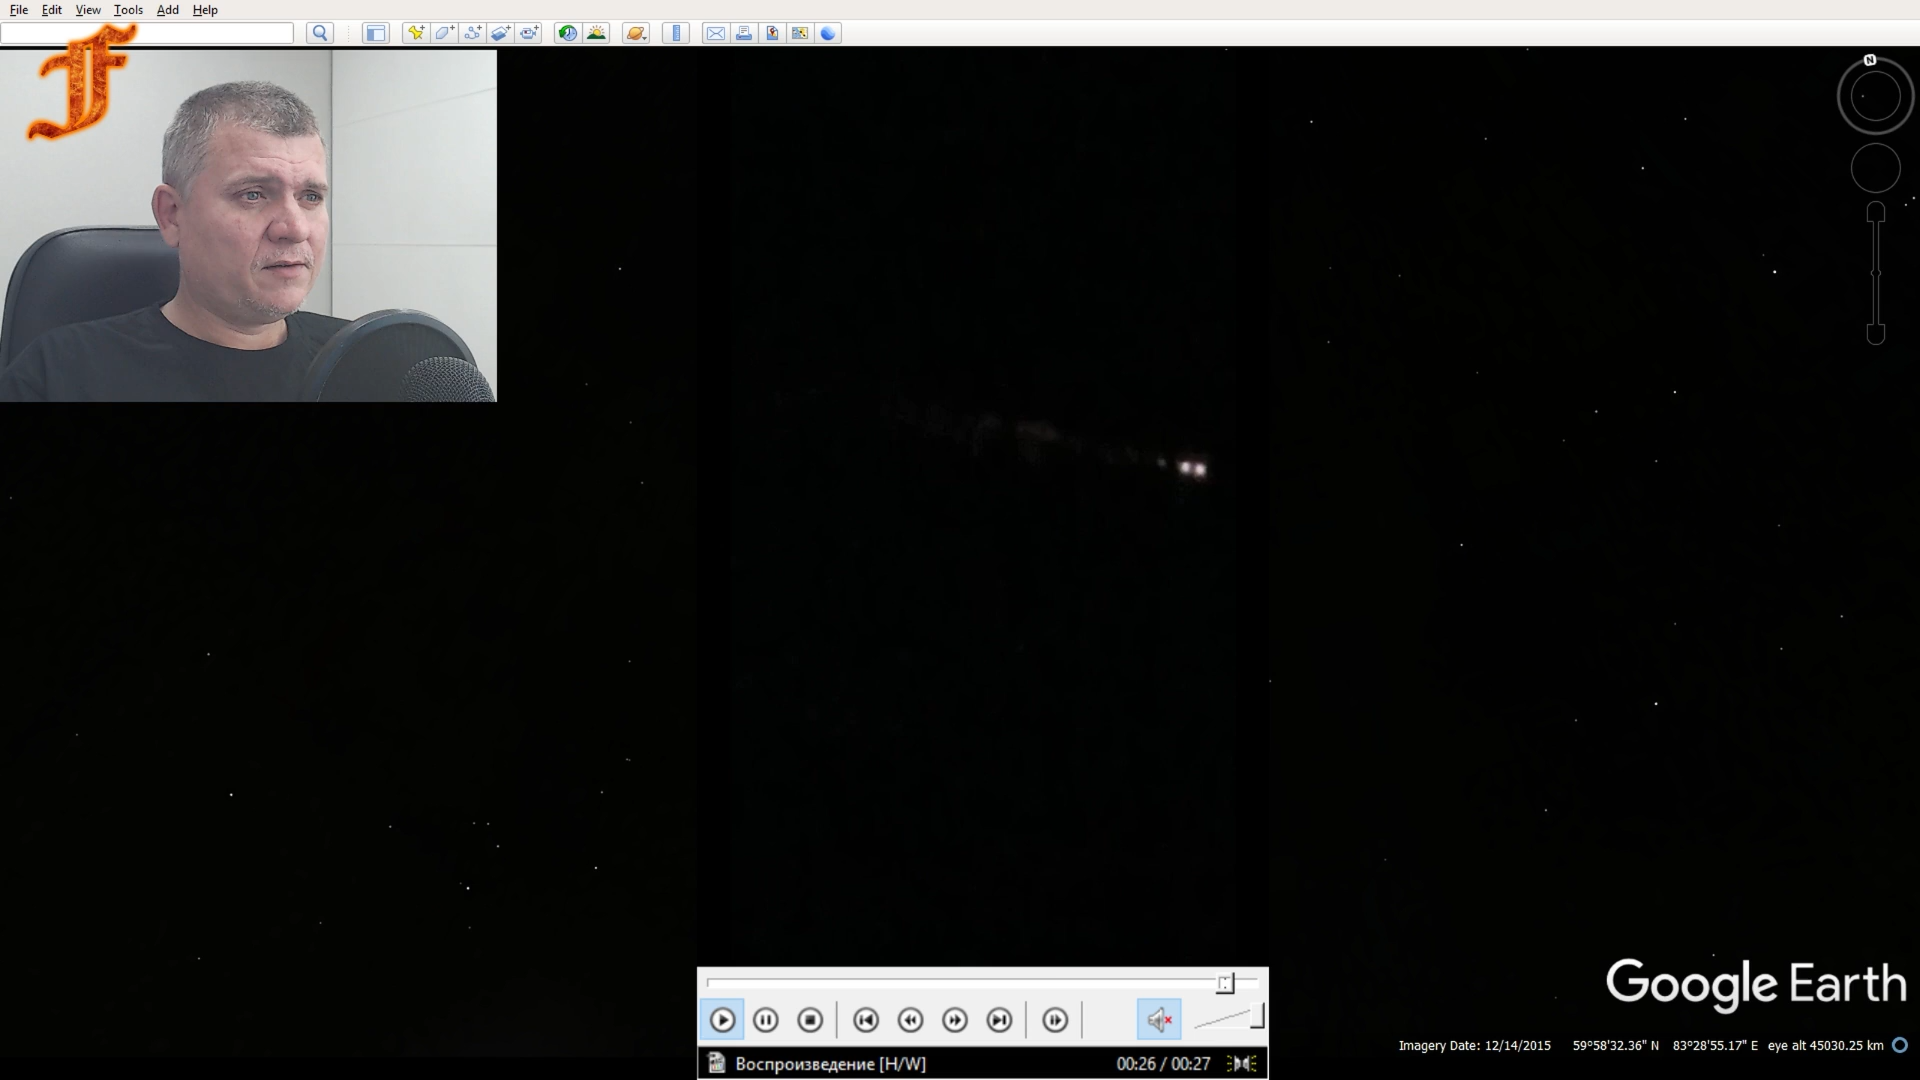 File Edit View Tools Add Help
F
N
Google Earth
Imagery Date: 12/14/2015 59°58'32.36" N 83°28'55.17" E eye alt 45030.25 km
Воспроизведение [H/W] 00:26 / 00:27